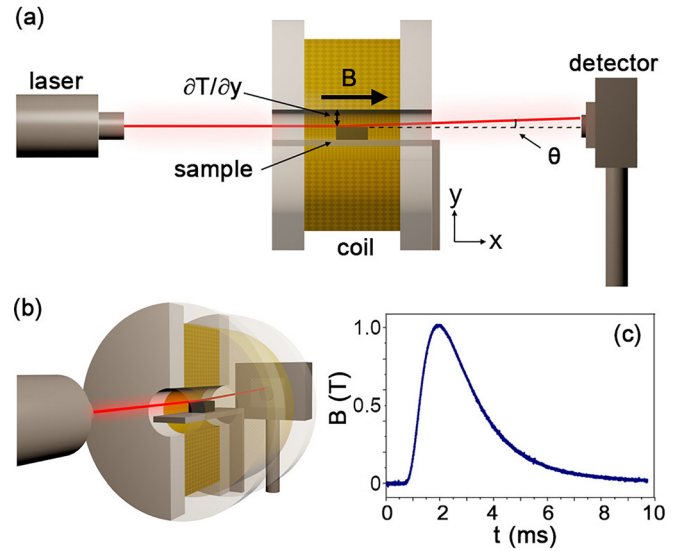 (a)
laser
∂T/∂y
B
detector
sample
θ
y
x
coil
(b)
(c)
B (T)
1.0
0.5
0
0 2 4 6 8 10
t (ms)